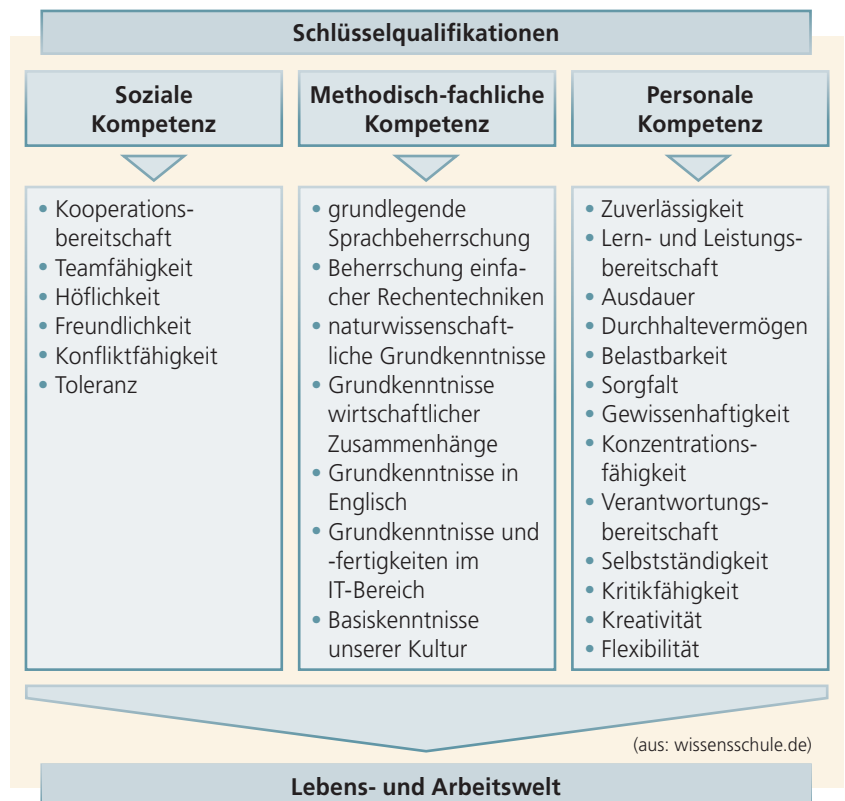 Schlüsselqualifikationen
Soziale
Kompetenz
Methodisch-fachliche
Kompetenz
Personale
Kompetenz
• Kooperations-
bereitschaft
• Teamfähigkeit
• Höflichkeit
• Freundlichkeit
• Konfliktfähigkeit
• Toleranz
• grundlegende
Sprachbeherrschung
• Beherrschung einfa-
cher Rechentechniken
• naturwissenschaft-
liche Grundkenntnisse
• Grundkenntnisse
wirtschaftlicher
Zusammenhänge
• Grundkenntnisse in
Englisch
• Grundkenntnisse und
-fertigkeiten im
IT-Bereich
• Basiskenntnisse
unserer Kultur
• Zuverlässigkeit
• Lern- und Leistungs-
bereitschaft
• Ausdauer
• Durchhaltevermögen
• Belastbarkeit
• Sorgfalt
• Gewissenhaftigkeit
• Konzentrations-
fähigkeit
• Verantwortungs-
bereitschaft
• Selbstständigkeit
• Kritikfähigkeit
• Kreativität
• Flexibilität
(aus: wissensschule.de)
Lebens- und Arbeitswelt